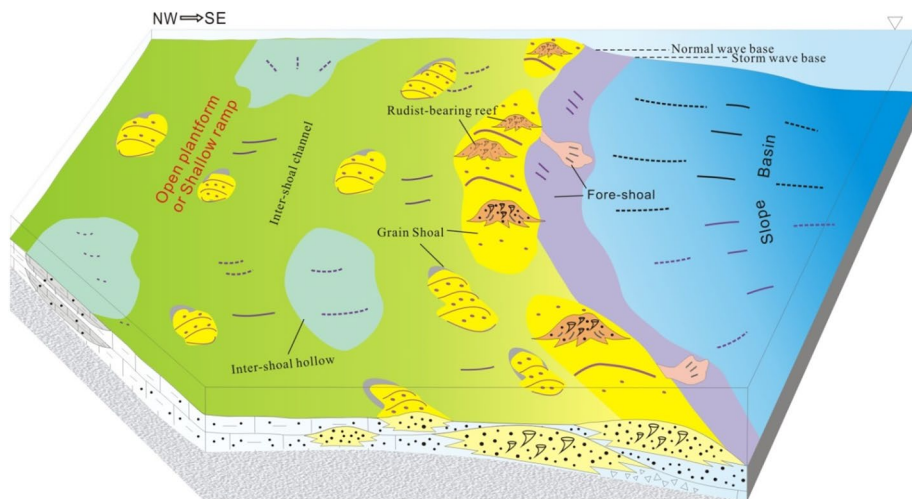 NW⇒SE
Normal wave base
Storm wave base
Rudist-bearing reef
Open plantform
or Shallow ramp
Inter-shoal channel
Fore-shoal
Basin
Slope
Grain Shoal
Inter-shoal hollow